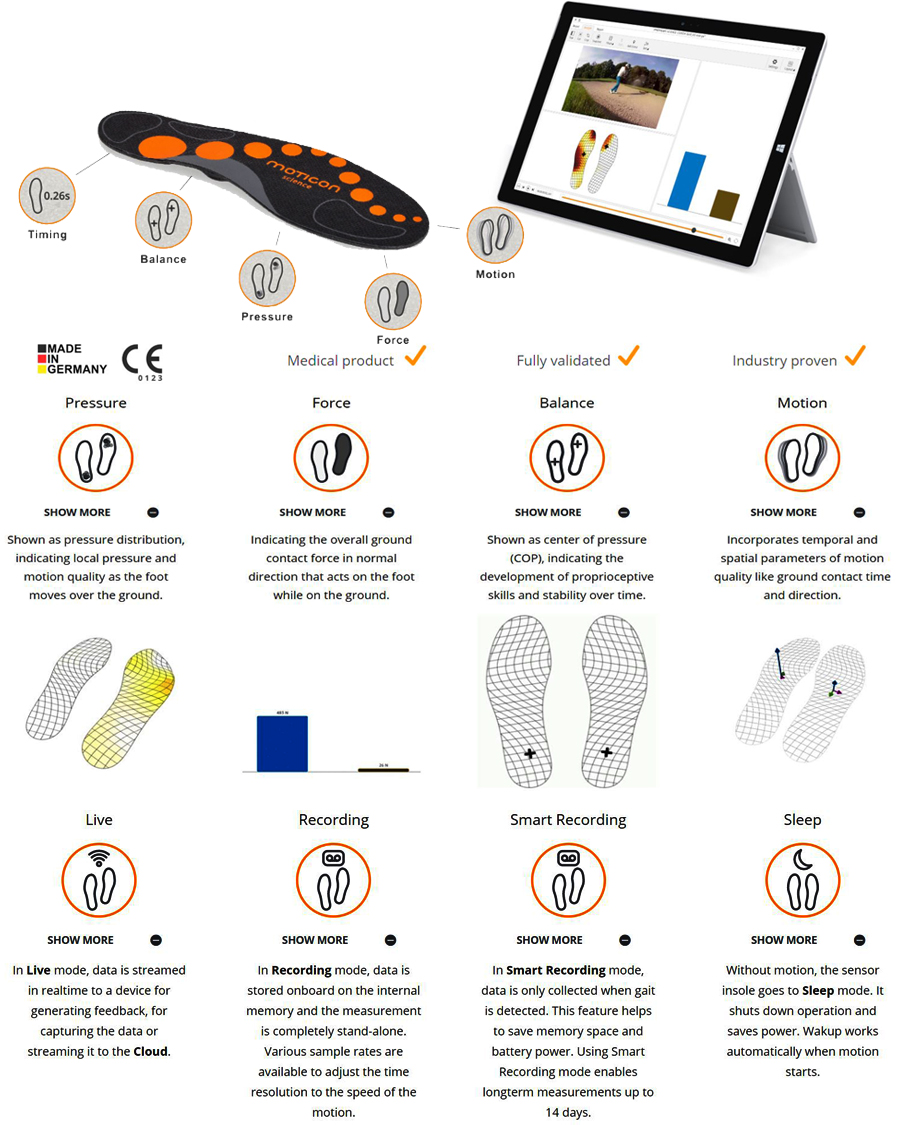 moticon
science
0.26s
Timing
Balance
Pressure
Force
Motion
MADE
IN
GERMANY
CE
0123
Medical product
Fully validated
Industry proven
Pressure
SHOW MORE
Shown as pressure distribution,
indicating local pressure and
motion quality as the foot
moves over the ground.
Force
SHOW MORE
Indicating the overall ground
contact force in normal
direction that acts on the foot
while on the ground.
Balance
SHOW MORE
Shown as center of pressure
(COP), indicating the
development of proprioceptive
skills and stability over time.
Motion
SHOW MORE
Incorporates temporal and
spatial parameters of motion
quality like ground contact time
and direction.
Live
SHOW MORE
In Live mode, data is streamed
in realtime to a device for
generating feedback, for
capturing the data or
streaming it to the Cloud.
Recording
SHOW MORE
In Recording mode, data is
stored onboard on the internal
memory and the measurement
is completely stand-alone.
Various sample rates are
available to adjust the time
resolution to the speed of the
motion.
Smart Recording
SHOW MORE
In Smart Recording mode,
data is only collected when gait
is detected. This feature helps
to save memory space and
battery power. Using Smart
Recording mode enables
longterm measurements up to
14 days.
Sleep
SHOW MORE
Without motion, the sensor
insole goes to Sleep mode. It
shuts down operation and
saves power. Wakup works
automatically when motion
starts.